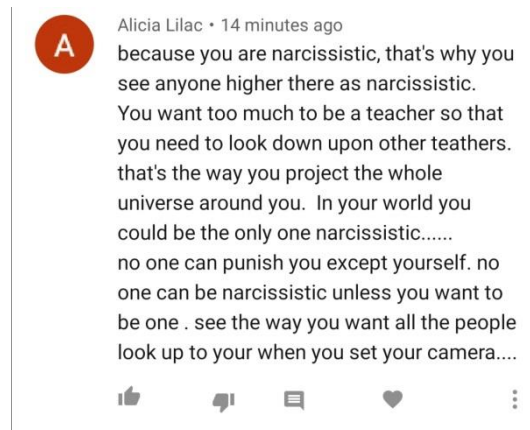 A
Alicia Lilac • 14 minutes ago
because you are narcissistic, that's why you
see anyone higher there as narcissistic.
You want too much to be a teacher so that
you need to look down upon other teathers.
that's the way you project the whole
universe around you.  In your world you
could be the only one narcissistic......
no one can punish you except yourself. no
one can be narcissistic unless you want to
be one . see the way you want all the people
look up to your when you set your camera....